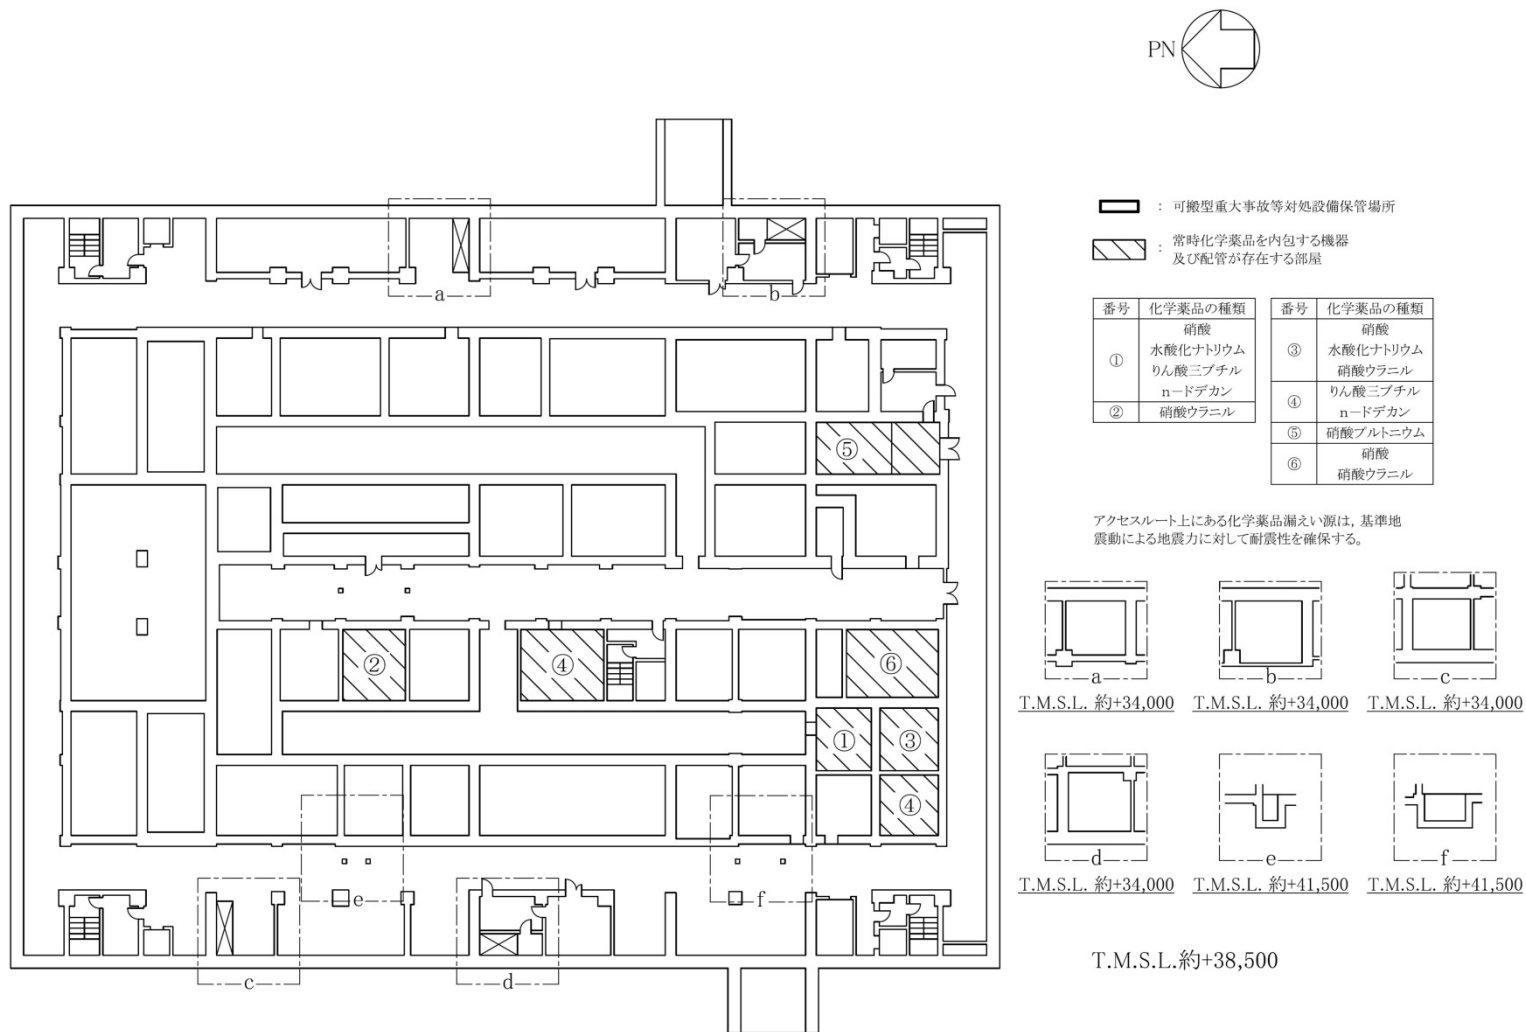 PN
： 可搬型重大事故等対処設備保管場所
： 常時化学薬品を内包する機器
及び配管が存在する部屋
番号 化学薬品の種類
① 硝酸
水酸化ナトリウム
りん酸三ブチル
n－ドデカン
② 硝酸ウラニル
番号 化学薬品の種類
③ 硝酸
水酸化ナトリウム
硝酸ウラニル
④ りん酸三ブチル
n－ドデカン
⑤ 硝酸プルトニウム
⑥ 硝酸
硝酸ウラニル
アクセスルート上にある化学薬品漏えい源は，基準地
震動による地震力に対して耐震性を確保する。
a
b
⑤
②
④
⑥
①
③
④
e
f
c
d
a
T.M.S.L. 約+34,000
b
T.M.S.L. 約+34,000
c
T.M.S.L. 約+34,000
d
T.M.S.L. 約+34,000
e
T.M.S.L. 約+41,500
f
T.M.S.L. 約+41,500
T.M.S.L.約+38,500